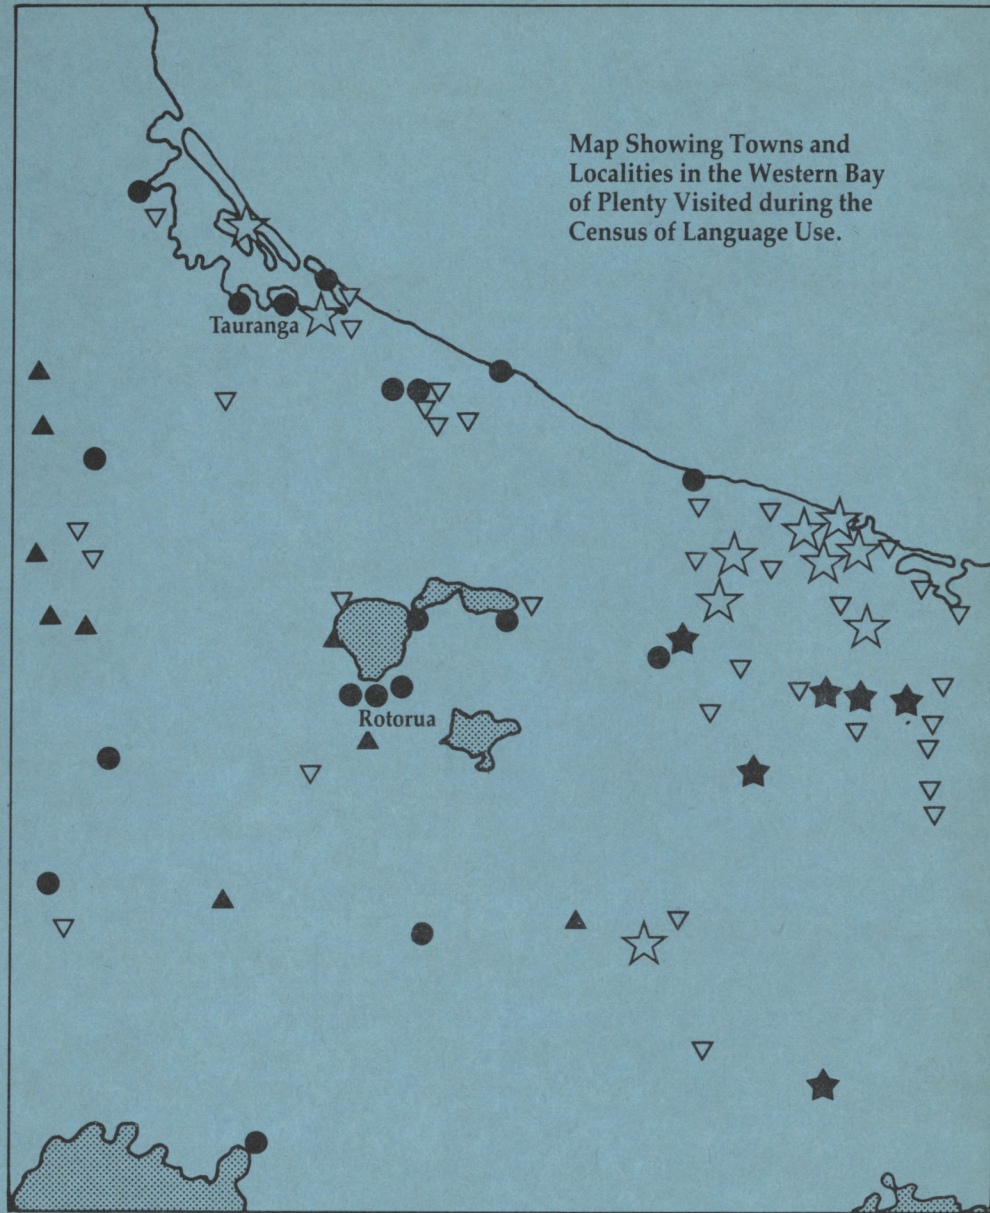 Map Showing Towns and
Localities in the Western Bay
of Plenty Visited during the
Census of Language Use.
Tauranga
Rotorua